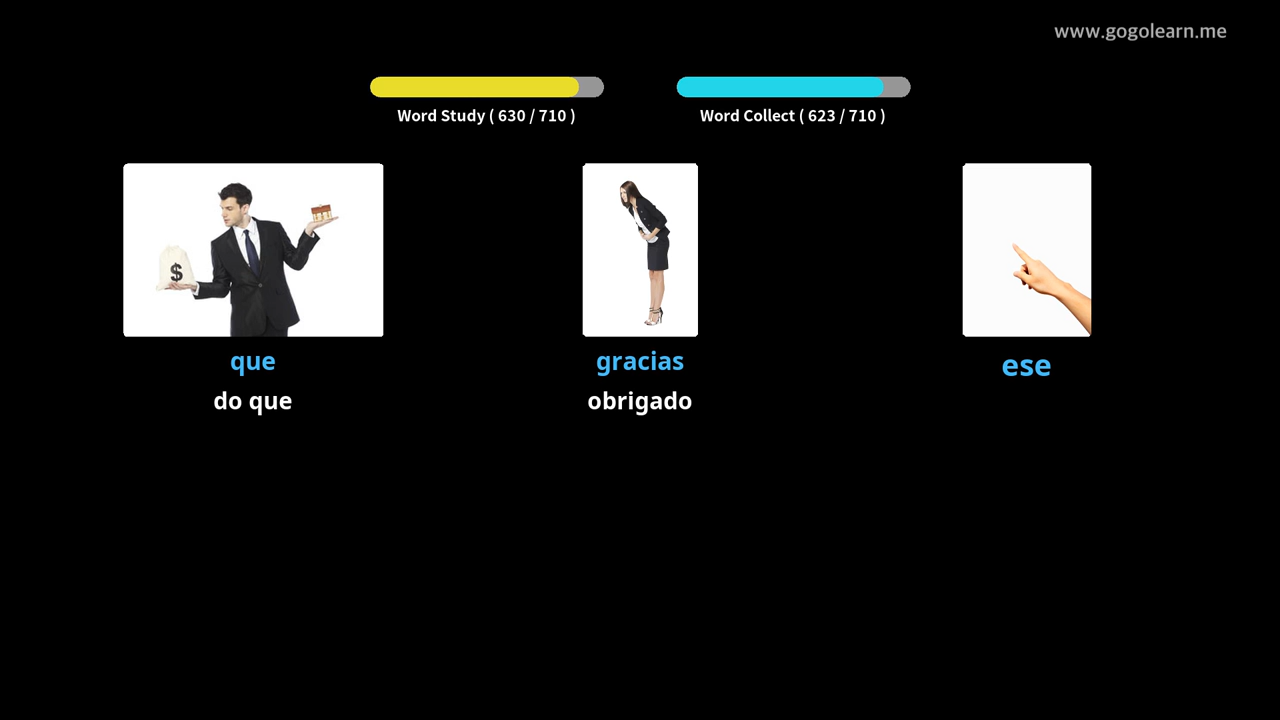 www.gogolearn.me
Word Study ( 630 / 710 )
Word Collect ( 623 / 710 )
$
que
do que
gracias
obrigado
ese